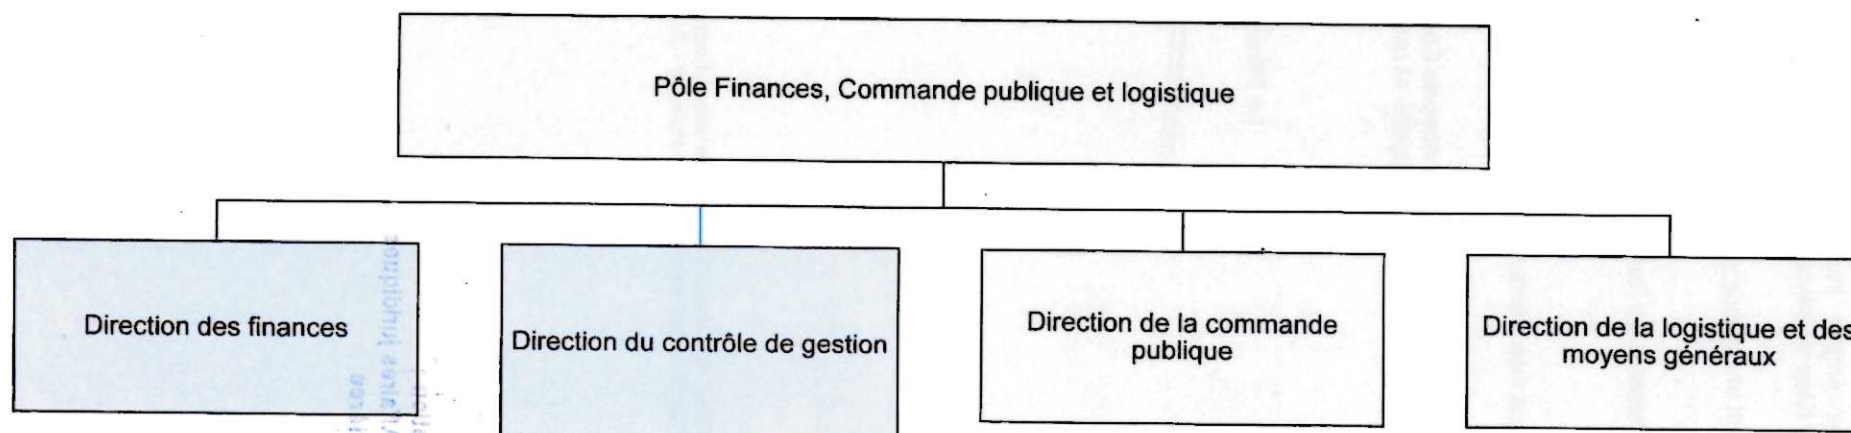 Pôle Finances, Commande publique et logistique
Direction des finances
Direction du contrôle de gestion
Direction de la commande
publique
Direction de la logistique et des
moyens généraux